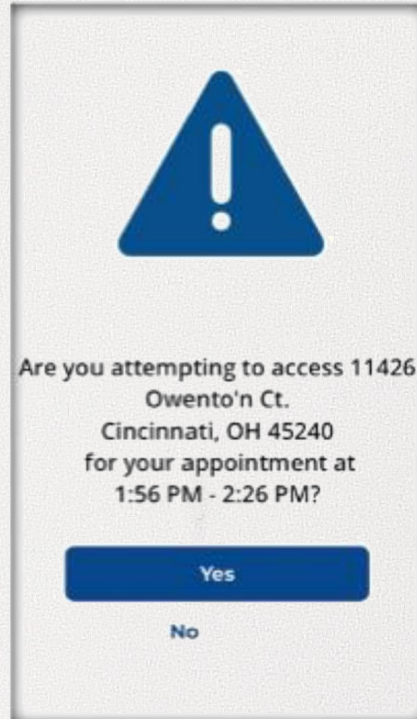 Are you attempting to access 11426
Owento'n Ct.
Cincinnati, OH 45240
for your appointment at
1:56 PM - 2:26 PM?
Yes
No